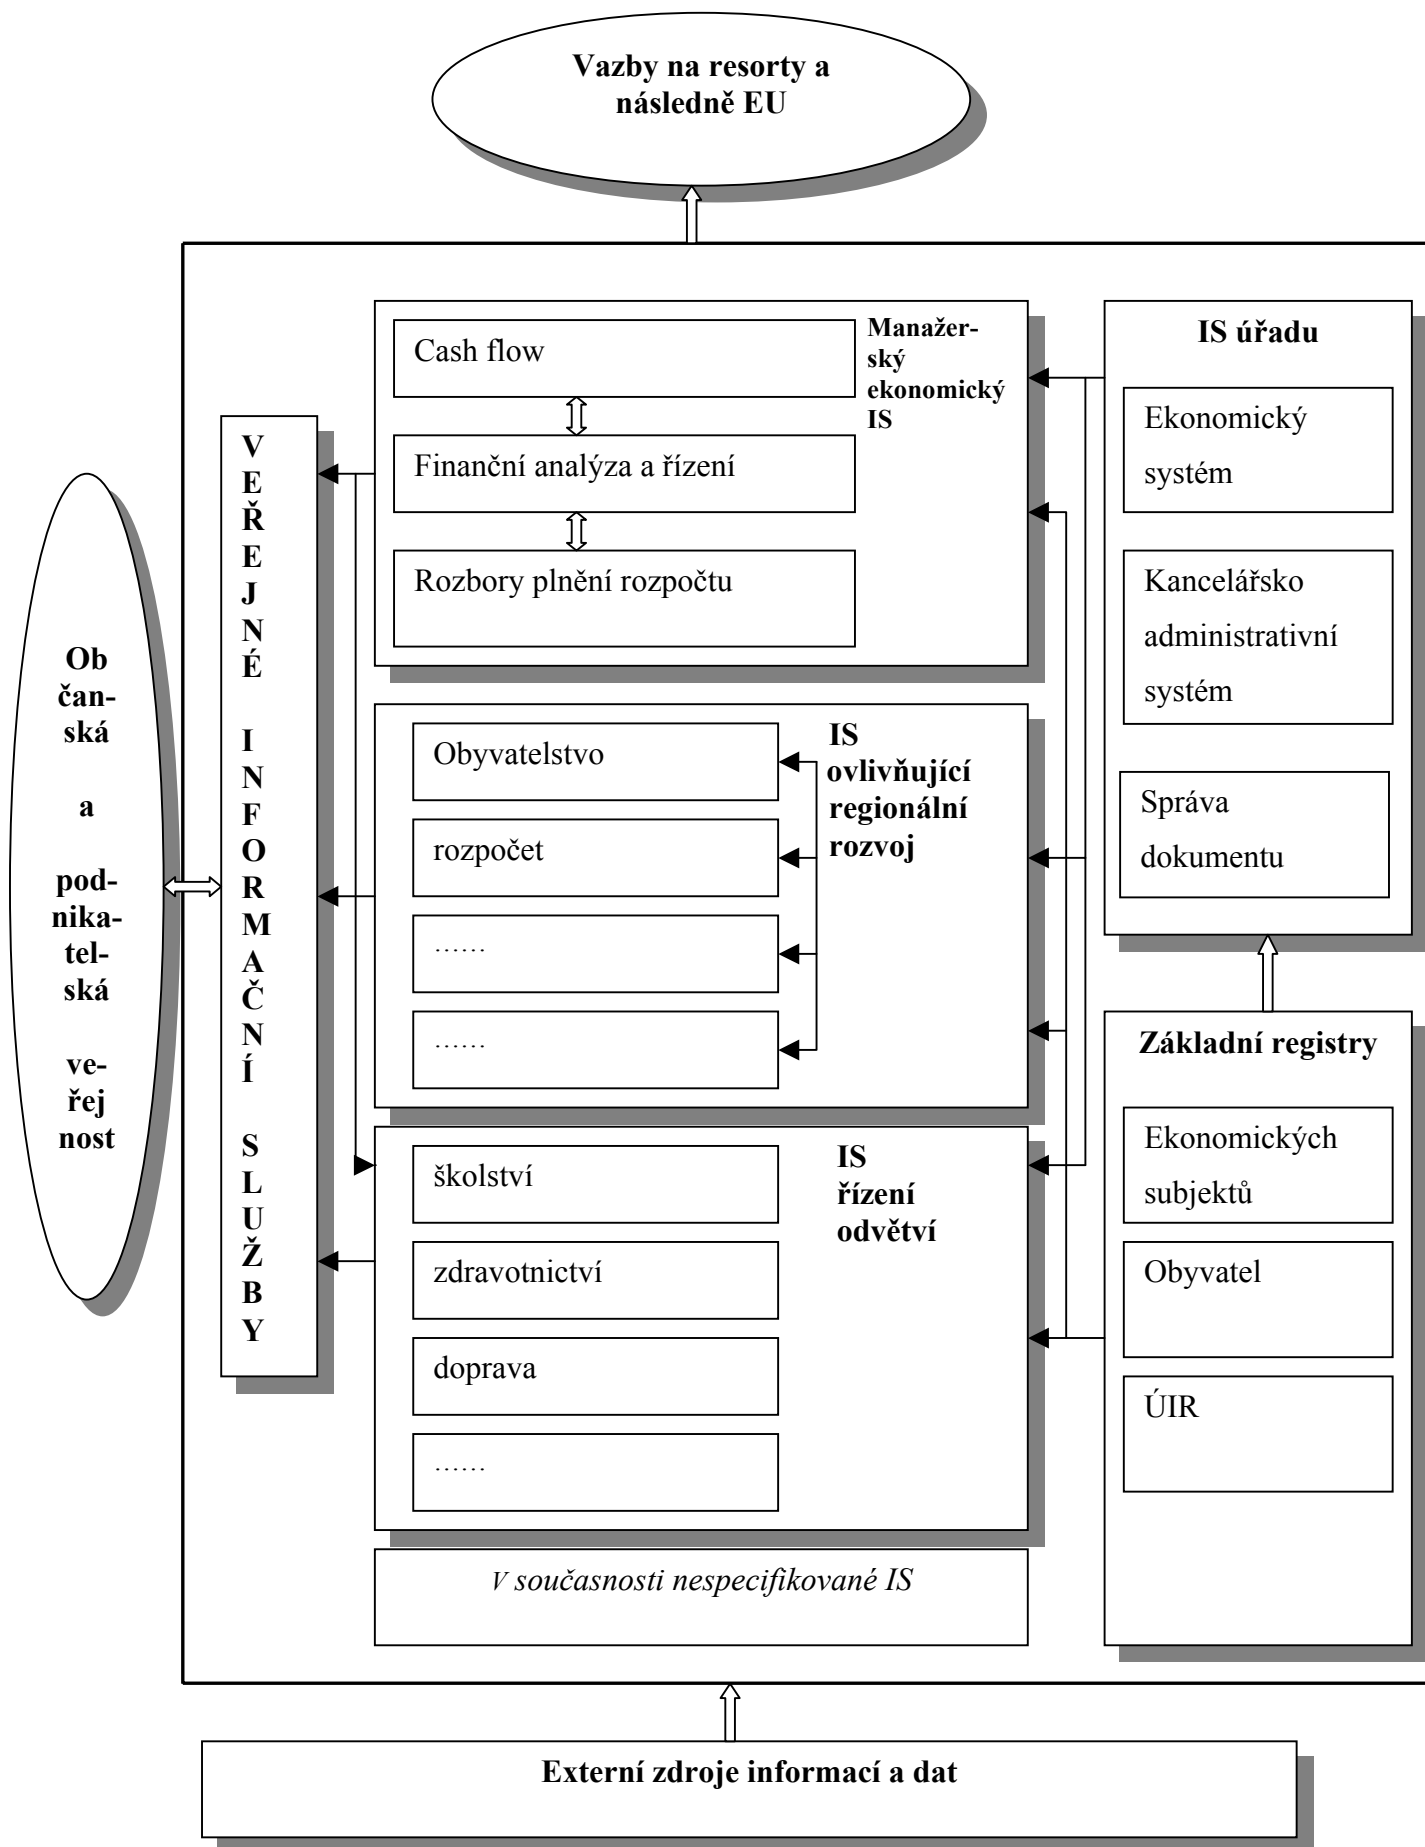 Vazby na resorty a
následně EU
Ob
čan-
ská
a
pod-
nika-
tel-
ská
ve-
řej
nost
V
E
Ř
E
J
N
É
I
N
F
O
R
M
A
Č
N
Í
S
L
U
Ž
B
Y
Manažer-
ský
ekonomický
IS
Cash flow
Finanční analýza a řízení
Rozbory plnění rozpočtu
IS
ovlivňující
regionální
rozvoj
Obyvatelstvo
rozpočet
......
......
IS
řízení
odvětví
školství
zdravotnictví
doprava
......
V současnosti nespecifikované IS
IS úřadu
Ekonomický
systém
Kancelářsko
administrativní
systém
Správa
dokumentu
Základní registry
Ekonomických
subjektů
Obyvatel
ÚIR
Externí zdroje informací a dat